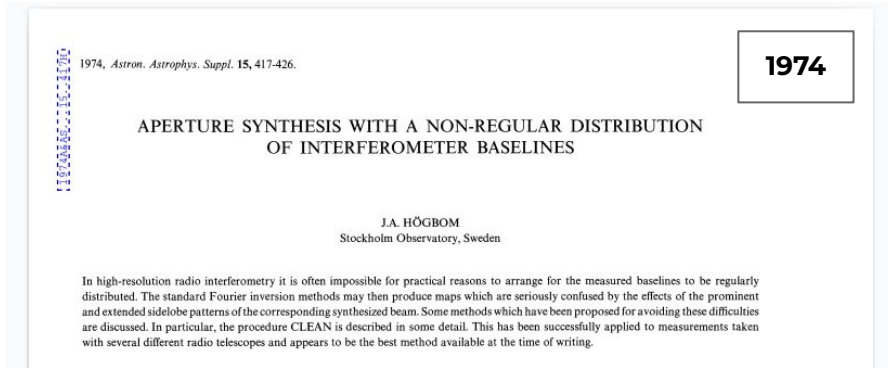 1974, Astron. Astrophys. Suppl. 15, 417-426.
1974
1974A&AS...15..417H
APERTURE SYNTHESIS WITH A NON-REGULAR DISTRIBUTION
OF INTERFEROMETER BASELINES
J.A. HÖGBOM
Stockholm Observatory, Sweden
In high-resolution radio interferometry it is often impossible for practical reasons to arrange for the measured baselines to be regularly
distributed. The standard Fourier inversion methods may then produce maps which are seriously confused by the effects of the prominent
and extended sidelobe patterns of the corresponding synthesized beam. Some methods which have been proposed for avoiding these difficulties
are discussed. In particular, the procedure CLEAN is described in some detail. This has been successfully applied to measurements taken
with several different radio telescopes and appears to be the best method available at the time of writing.